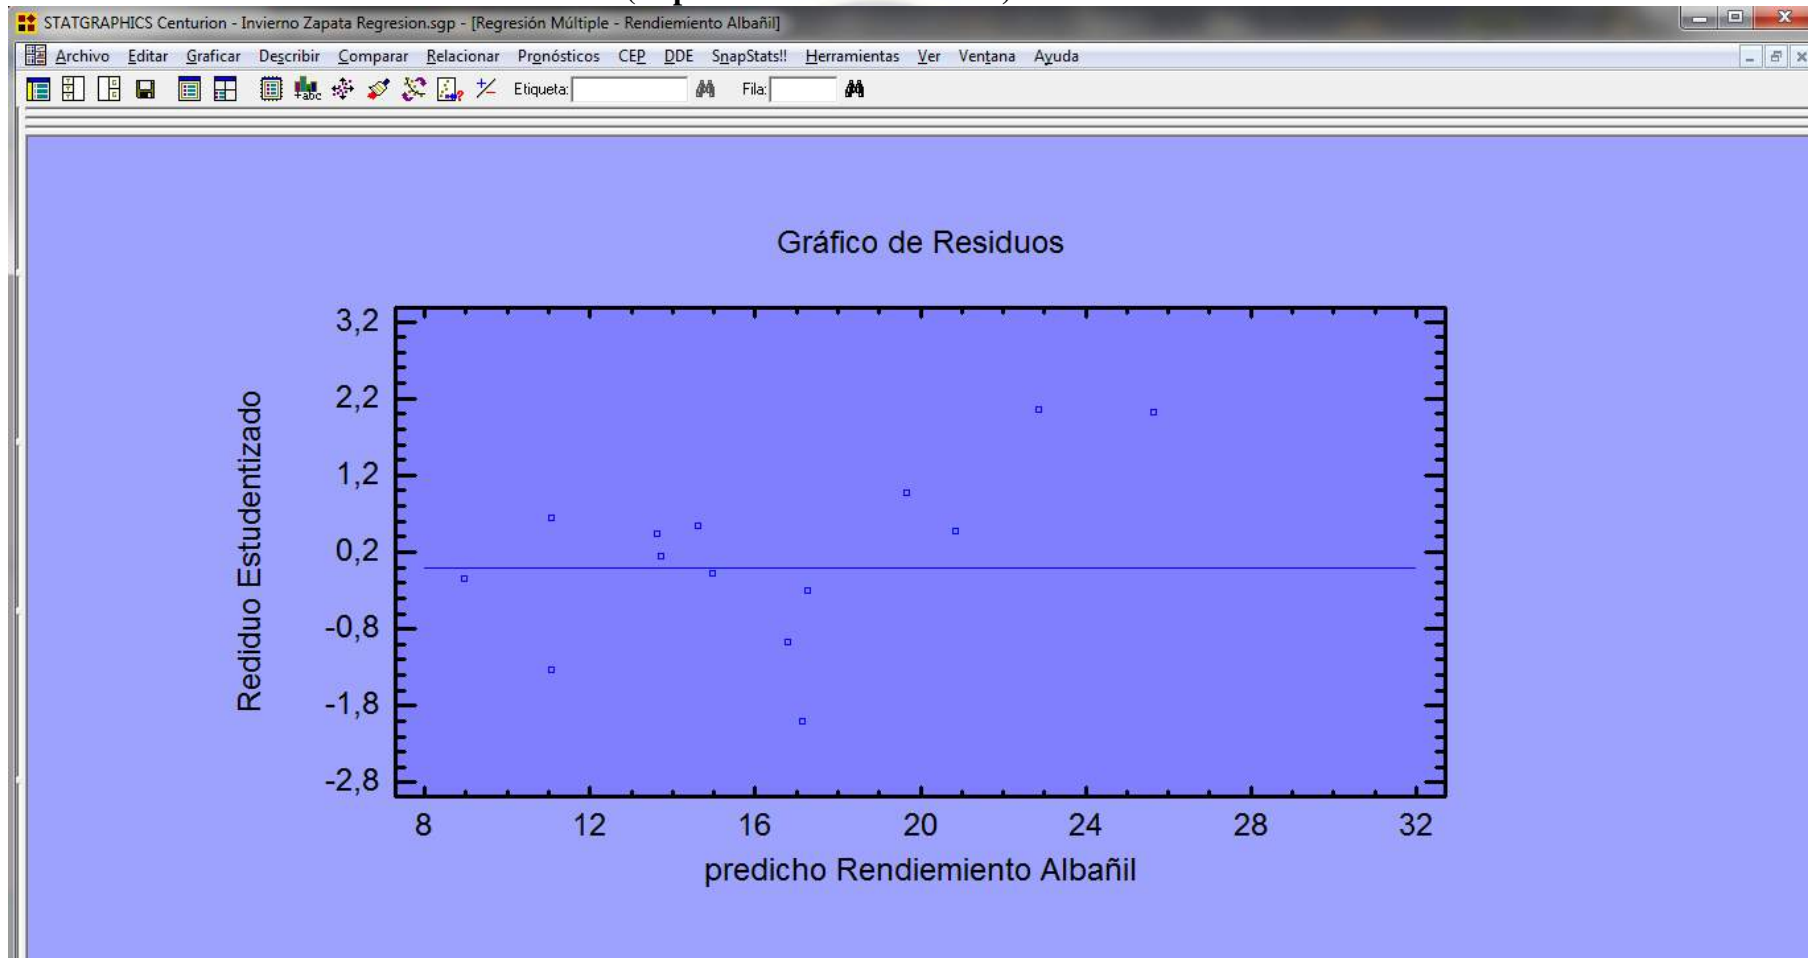 STATGRAPHICS Centurion - Invierno Zapata Regresion.sgp - [Regresión Múltiple - Rendiemiento Albañil]
Archivo Editar Graficar Describir Comparar Relacionar Pronósticos CEP DDE SnapStats!! Herramientas Ver Ventana Ayuda
Etiqueta: Fila:
Gráfico de Residuos
3,2
2,2
1,2
0,2
-0,8
-1,8
-2,8
Rediduo Estudentizado
8 12 16 20 24 28 32
predicho Rendiemiento Albañil